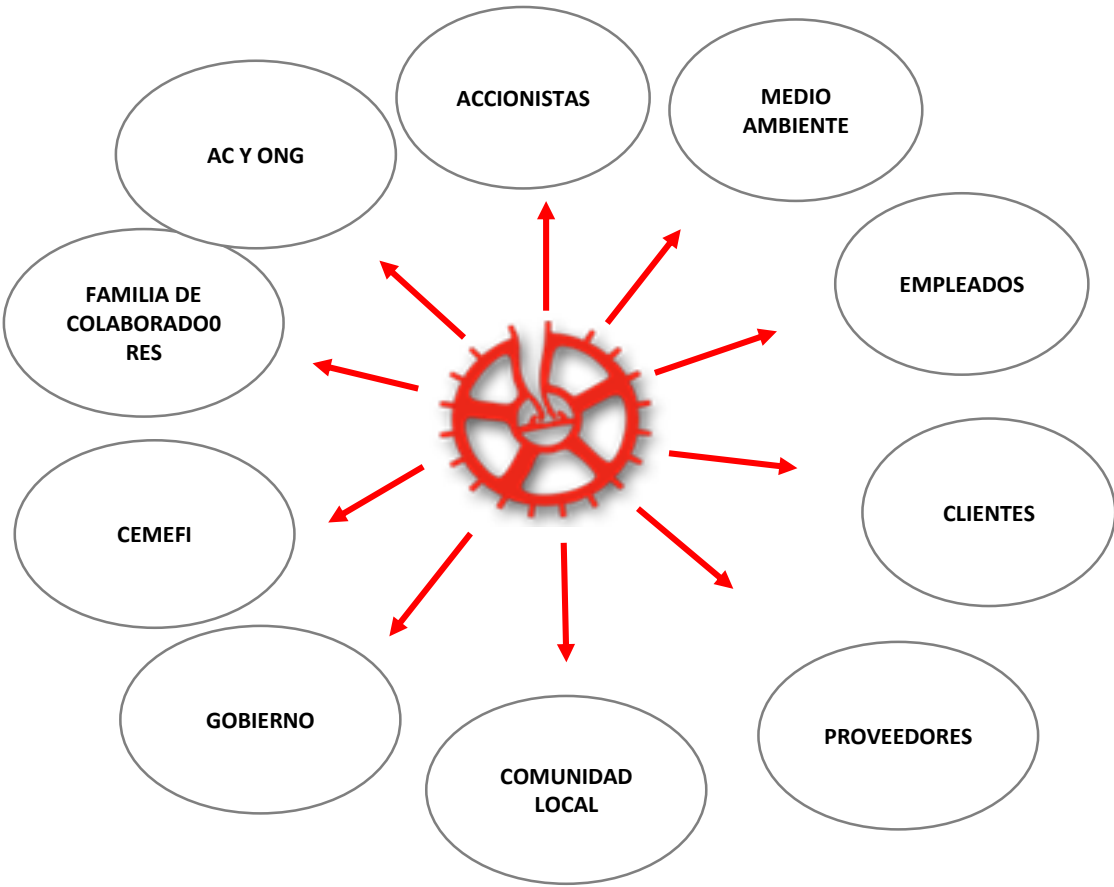 ACCIONISTAS
MEDIO
AMBIENTE
AC Y ONG
EMPLEADOS
FAMILIA DE
COLABORADO0
RES
CLIENTES
CEMEFI
GOBIERNO
PROVEEDORES
COMUNIDAD
LOCAL